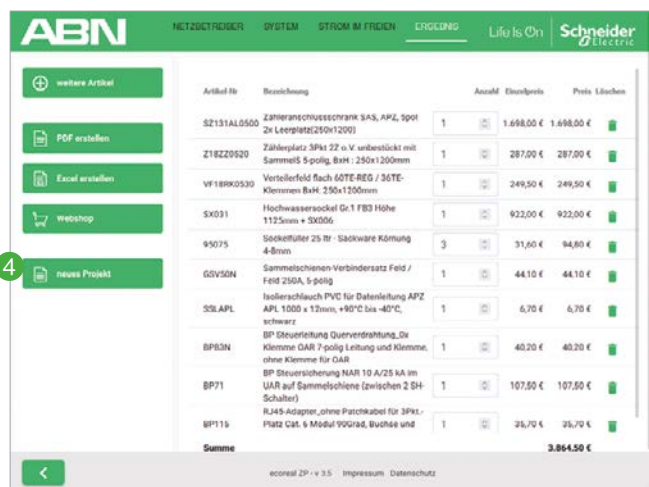 ABN
NETZBETREIBER SYSTEM STROM IM FREIEN ERGEBNIS
Life Is On Schneider Electric
weitere Artikel
PDF erstellen
Excel erstellen
Webshop
4 neues Projekt
Artikel-Nr Bezeichnung Anzahl Einzelpreis Preis Löschen
SZ131AL0500 Zähleranschlussschrank SAS, APZ, 5pol 1 1.698,00 € 1.698,00 €
2x Leerplatz(250x1200)
Z18ZZ0520 Zählerplatz 3Pkt 2Z o.V. unbestückt mit 1 287,00 € 287,00 €
SammelS 5-polig, BxH : 250x1200mm
VF18RK0530 Verteilerfeld flach 60TE-REG / 36TE- 1 249,50 € 249,50 €
Klemmen BxH: 250x1200mm
SX031 Hochwassersockel Gr.1 FB3 Höhe 1 922,00 € 922,00 €
1125mm + SX006
95075 Sockelfüller 25 ltr - Sackware Körnung 3 31,60 € 94,80 €
4-8mm
GSV50N Sammelschienen-Verbindersatz Feld / 1 44,10 € 44,10 €
Feld 250A, 5-polig
SSLAPL Isolierschlauch PVC für Datenleitung APZ 1 6,70 € 6,70 €
APL 1000 x 12mm, +90°C bis -40°C,
schwarz
BP83N BP Steuerleitung Querverdrahtung_0x 1 40,20 € 40,20 €
Klemme OAR 7-polig Leitung und Klemme,
ohne Klemme für OAR
BP71 BP Steuersicherung NAR 10 A/25 kA im 1 107,50 € 107,50 €
UAR auf Sammelschiene (zwischen 2 SH-
Schalter)
BP115 RJ45-Adapter_ohne Patchkabel für 3Pkt.- 1 35,70 € 35,70 €
Platz Cat. 6 Modul 90Grad, Buchse und
Summe 3.864,50 €
ecoreal ZP - v 3.5 Impressum Datenschutz